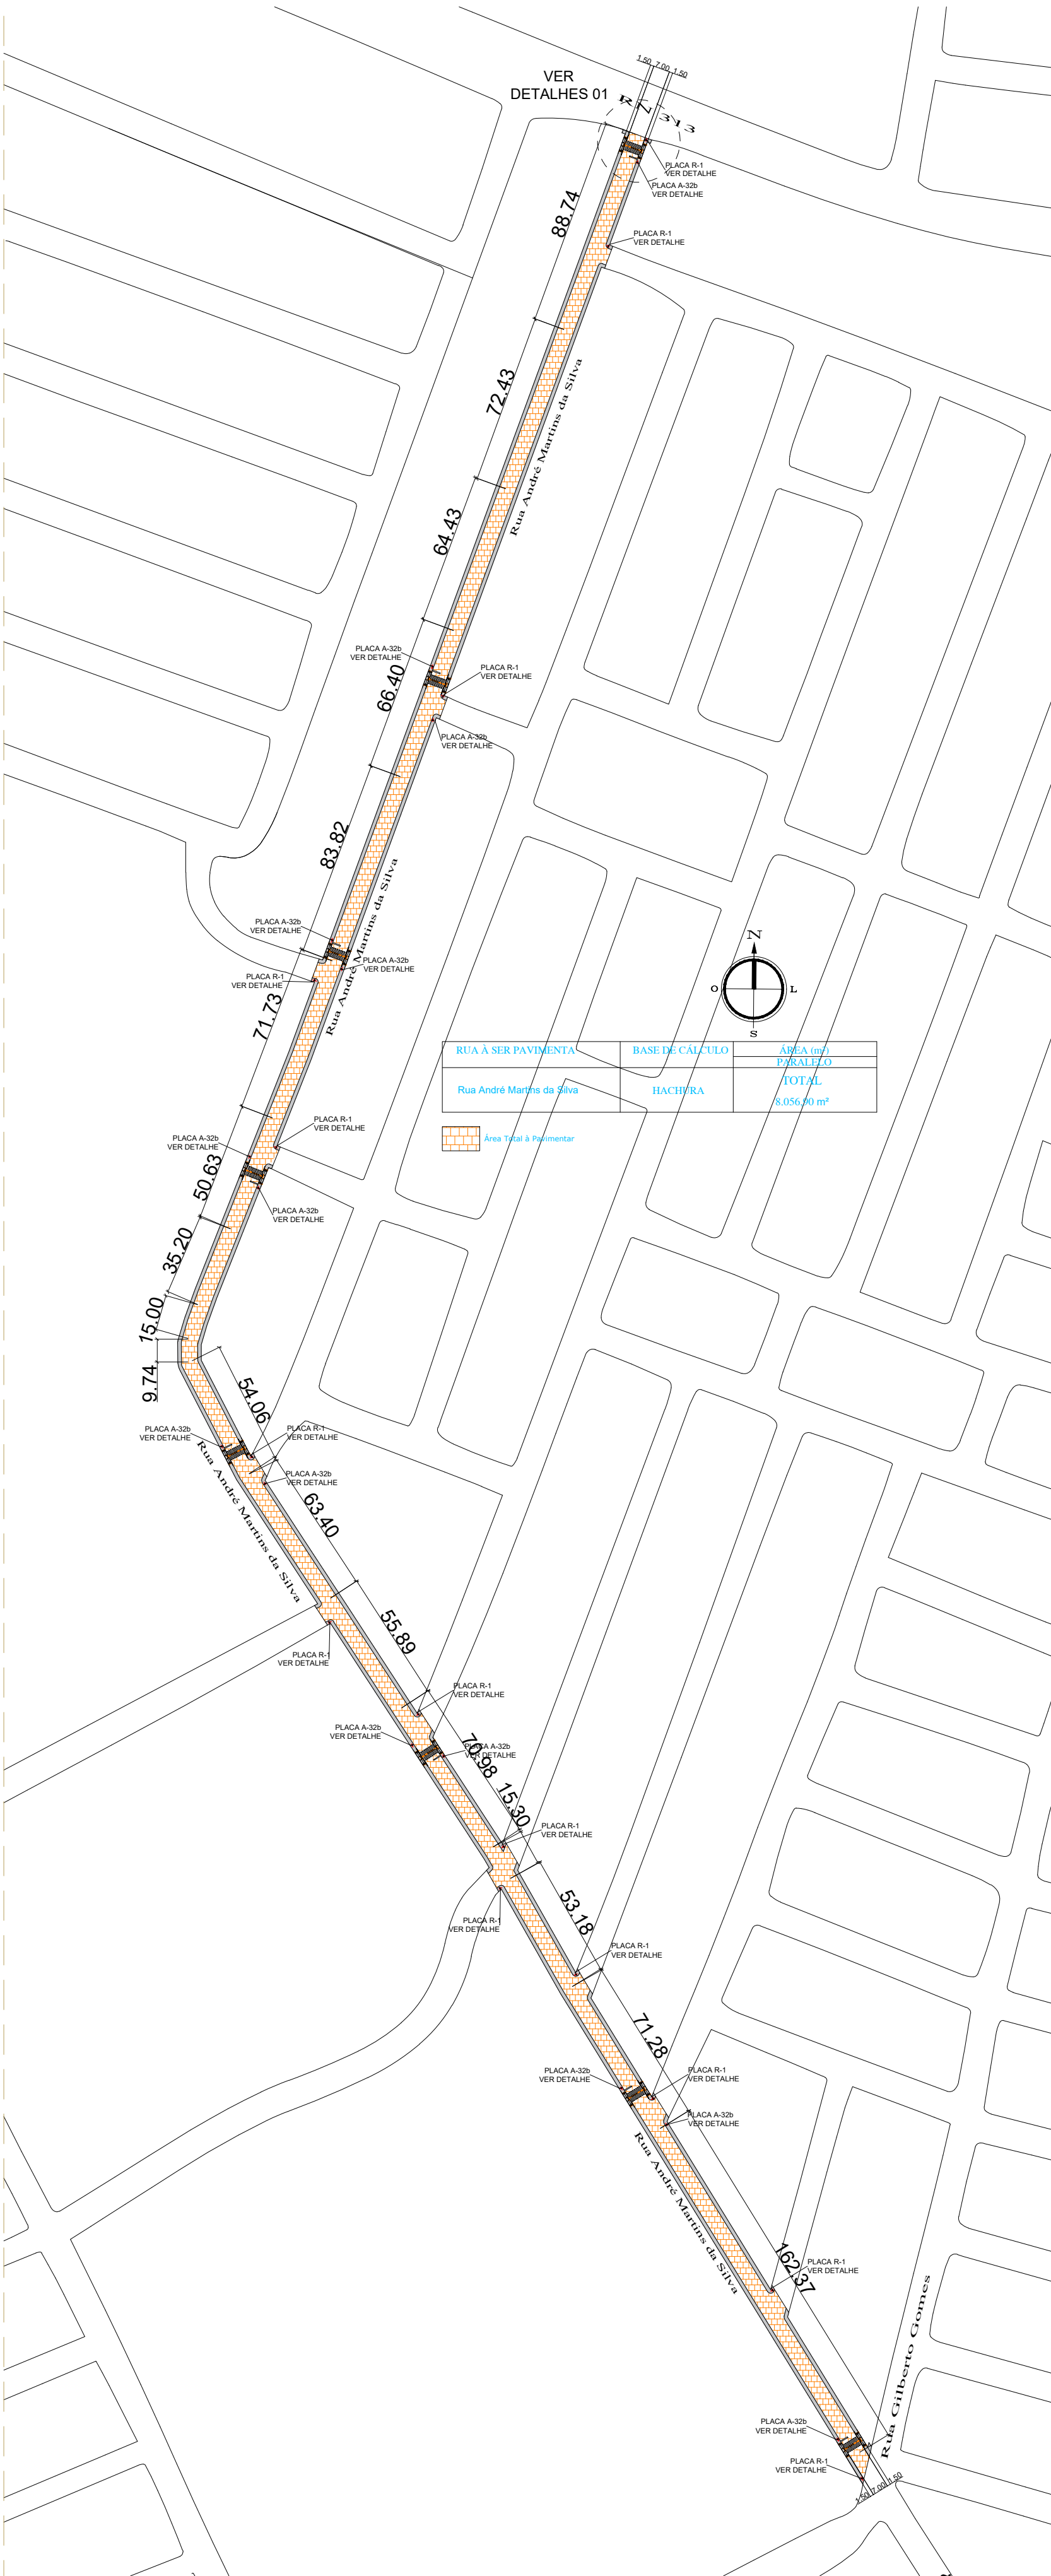 1.50 7.00 1.50
VER
DETALHES 01
R N 313
PLACA R-1
VER DETALHE
PLACA A-32b
VER DETALHE
88.74
PLACA R-1
VER DETALHE
72.43
Rua André Martins da Silva
64.43
PLACA A-32b
VER DETALHE
PLACA R-1
VER DETALHE
66.40
PLACA A-32b
VER DETALHE
83.82
Rua André Martins da Silva
PLACA A-32b
VER DETALHE
PLACA A-32b
VER DETALHE
PLACA R-1
VER DETALHE
N
O
L
S
71.73
RUA À SER PAVIMENTA
BASE DE CÁLCULO
ÁREA (m²)
PARALELO
Rua André Martins da Silva
HACHURA
TOTAL
8.056,90 m²
Área Total à Pavimentar
PLACA R-1
VER DETALHE
PLACA A-32b
VER DETALHE
50.63
PLACA A-32b
VER DETALHE
35.20
15.00
9.74
54.06
PLACA A-32b
VER DETALHE
PLACA R-1
VER DETALHE
PLACA A-32b
VER DETALHE
Rua André Martins da Silva
63.40
55.89
PLACA R-1
VER DETALHE
PLACA R-1
VER DETALHE
PLACA A-32b
VER DETALHE
PLACA A-32b
VER DETALHE
70.98
15.30
PLACA R-1
VER DETALHE
PLACA R-1
VER DETALHE
53.18
PLACA R-1
VER DETALHE
71.28
PLACA A-32b
VER DETALHE
PLACA R-1
VER DETALHE
PLACA A-32b
VER DETALHE
Rua André Martins da Silva
162.37
PLACA R-1
VER DETALHE
Rua Gilberto Gomes
PLACA A-32b
VER DETALHE
PLACA R-1
VER DETALHE
1.50 7.00 1.50